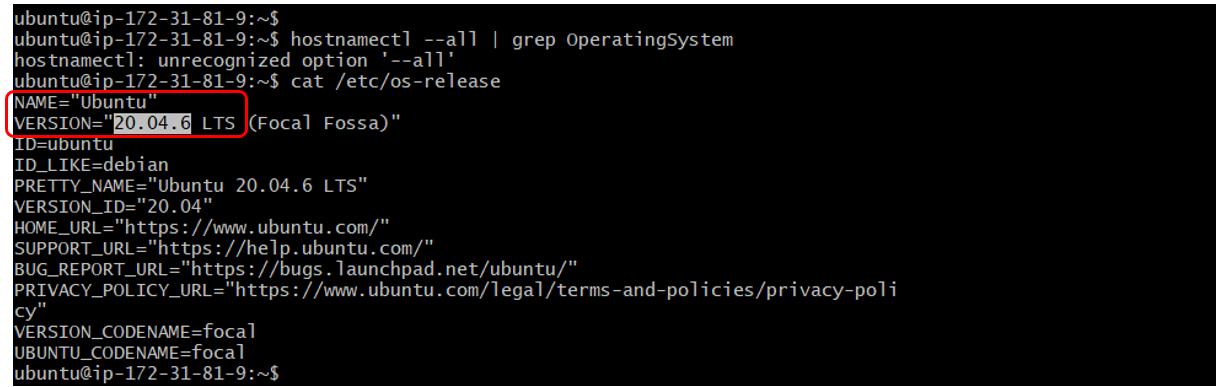 ubuntu@ip-172-31-81-9:~$
ubuntu@ip-172-31-81-9:~$ hostnamectl --all | grep OperatingSystem
hostnamectl: unrecognized option '--all'
ubuntu@ip-172-31-81-9:~$ cat /etc/os-release
NAME="Ubuntu"
VERSION="20.04.6 LTS (Focal Fossa)"
ID=ubuntu
ID_LIKE=debian
PRETTY_NAME="Ubuntu 20.04.6 LTS"
VERSION_ID="20.04"
HOME_URL="https://www.ubuntu.com/"
SUPPORT_URL="https://help.ubuntu.com/"
BUG_REPORT_URL="https://bugs.launchpad.net/ubuntu/"
PRIVACY_POLICY_URL="https://www.ubuntu.com/legal/terms-and-policies/privacy-poli
cy"
VERSION_CODENAME=focal
UBUNTU_CODENAME=focal
ubuntu@ip-172-31-81-9:~$